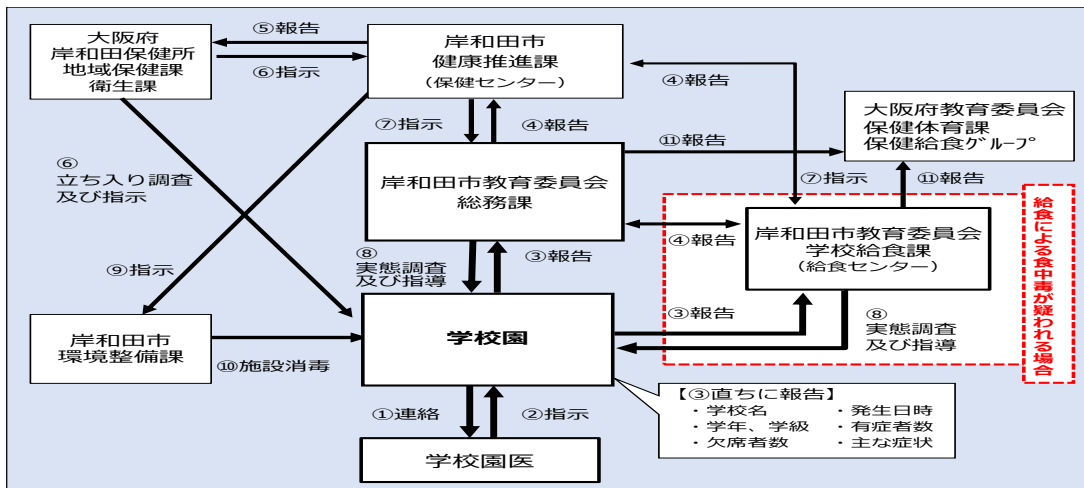 ⑤報告
大阪府
岸和田保健所
地域保健課
衛生課
⑥指示
岸和田市
健康推進課
(保健センター)
④報告
大阪府教育委員会
保健体育課
保健給食グループ
⑦指示
④報告
⑪報告
⑥
立ち入り調査
及び指示
岸和田市教育委員会
総務課
⑦指示
⑪報告
給食による食中毒が疑われる場合
④報告
岸和田市教育委員会
学校給食課
(給食センター)
⑨指示
⑧
実態調査
及び指導
③報告
③報告
⑧
実態調査
及び指導
岸和田市
環境整備課
⑩施設消毒
学校園
①連絡
②指示
【③直ちに報告】
・学校名
・発生日時
・学年、学級
・有症者数
・欠席者数
・主な症状
学校園医